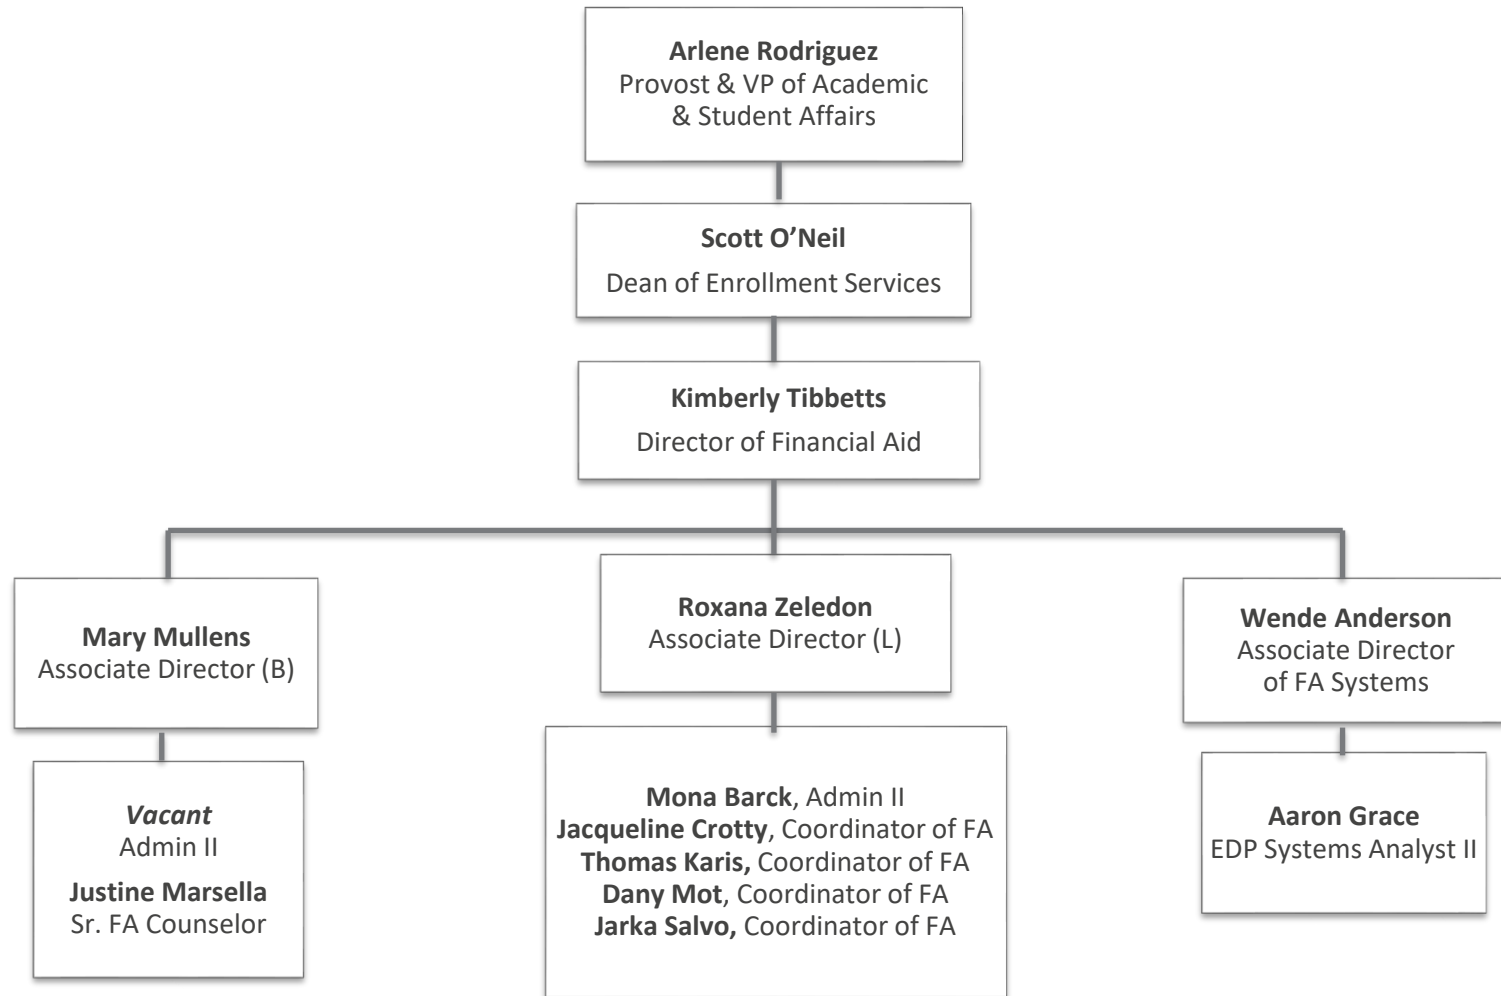 Arlene Rodriguez
Provost & VP of Academic
& Student Affairs
Scott O’Neil
Dean of Enrollment Services
Kimberly Tibbetts
Director of Financial Aid
Mary Mullens
Associate Director (B)
Roxana Zeledon
Associate Director (L)
Wende Anderson
Associate Director
of FA Systems
Vacant
Admin II
Justine Marsella
Sr. FA Counselor
Mona Barck, Admin II
Jacqueline Crotty, Coordinator of FA
Thomas Karis, Coordinator of FA
Dany Mot, Coordinator of FA
Jarka Salvo, Coordinator of FA
Aaron Grace
EDP Systems Analyst II